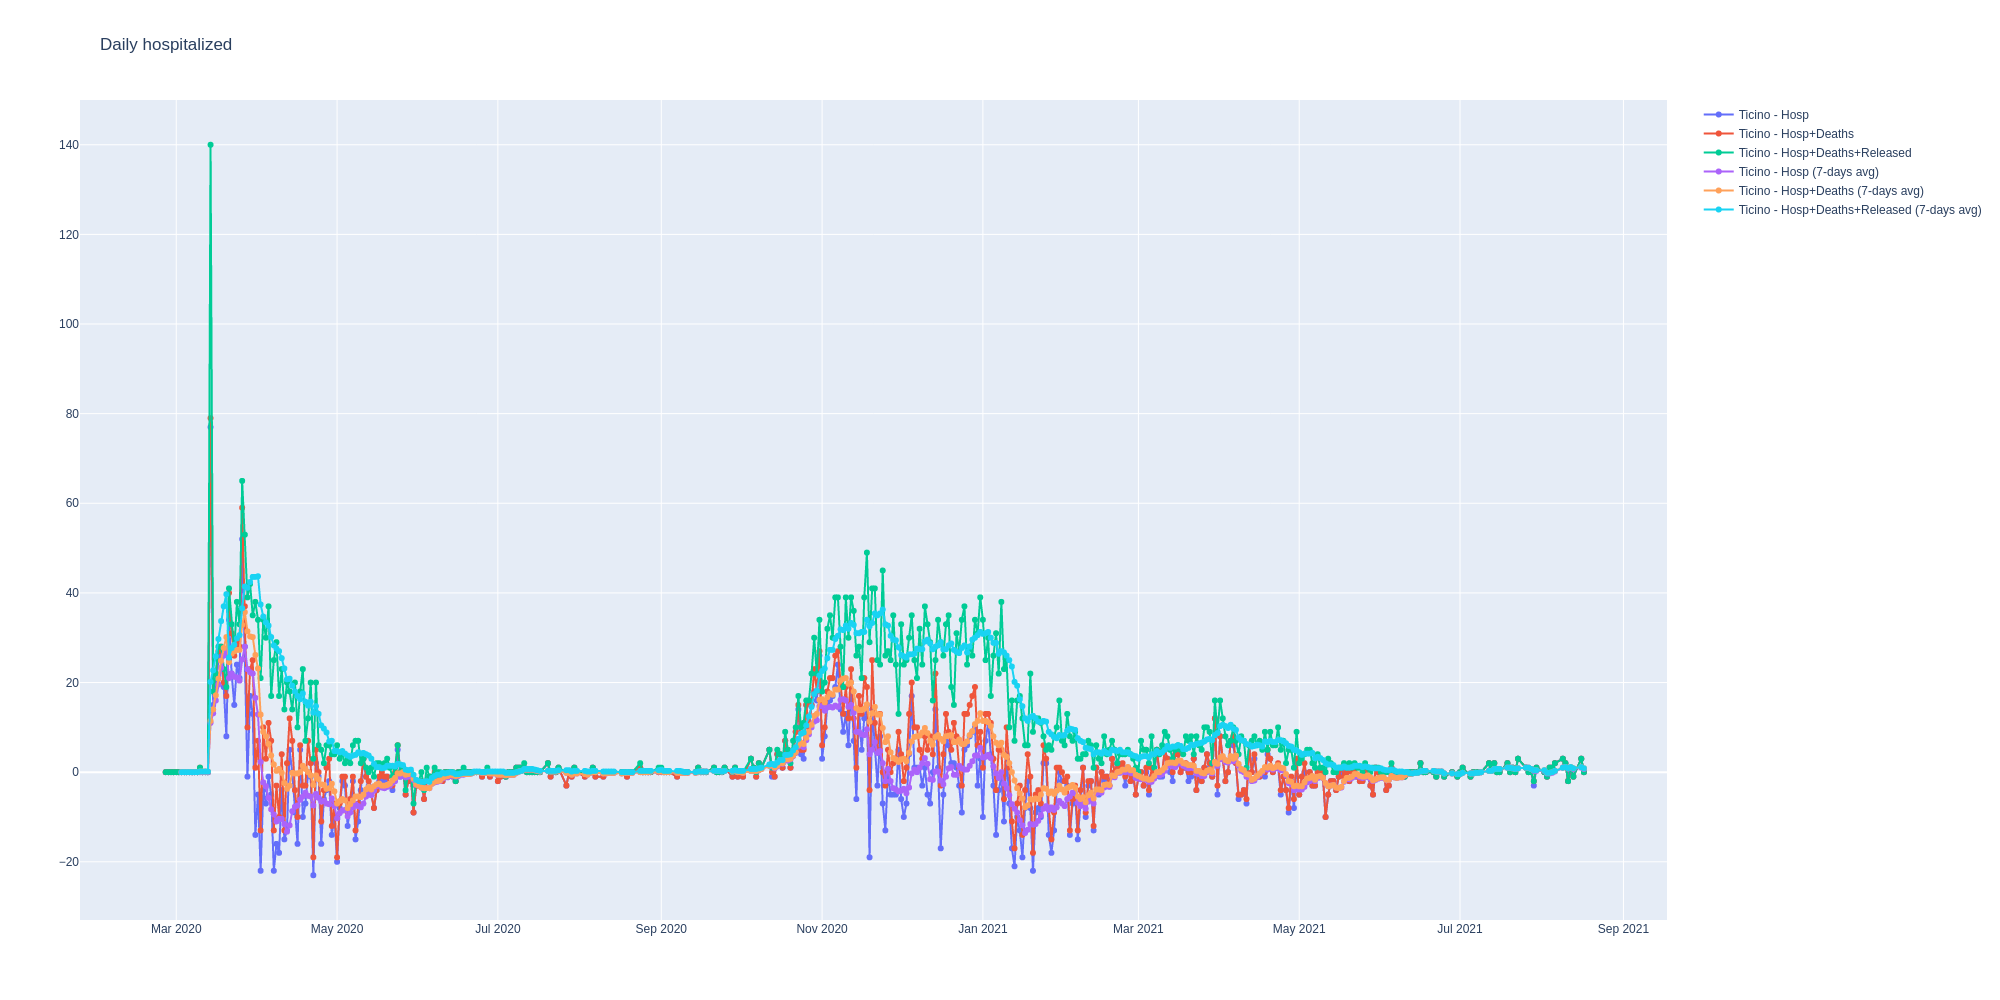 Daily hospitalized
Ticino - Hosp
Ticino - Hosp+Deaths
Ticino - Hosp+Deaths+Released
Ticino - Hosp (7-days avg)
Ticino - Hosp+Deaths (7-days avg)
Ticino - Hosp+Deaths+Released (7-days avg)
140
120
100
80
60
40
20
0
−20
Mar 2020 May 2020 Jul 2020 Sep 2020 Nov 2020 Jan 2021 Mar 2021 May 2021 Jul 2021 Sep 2021